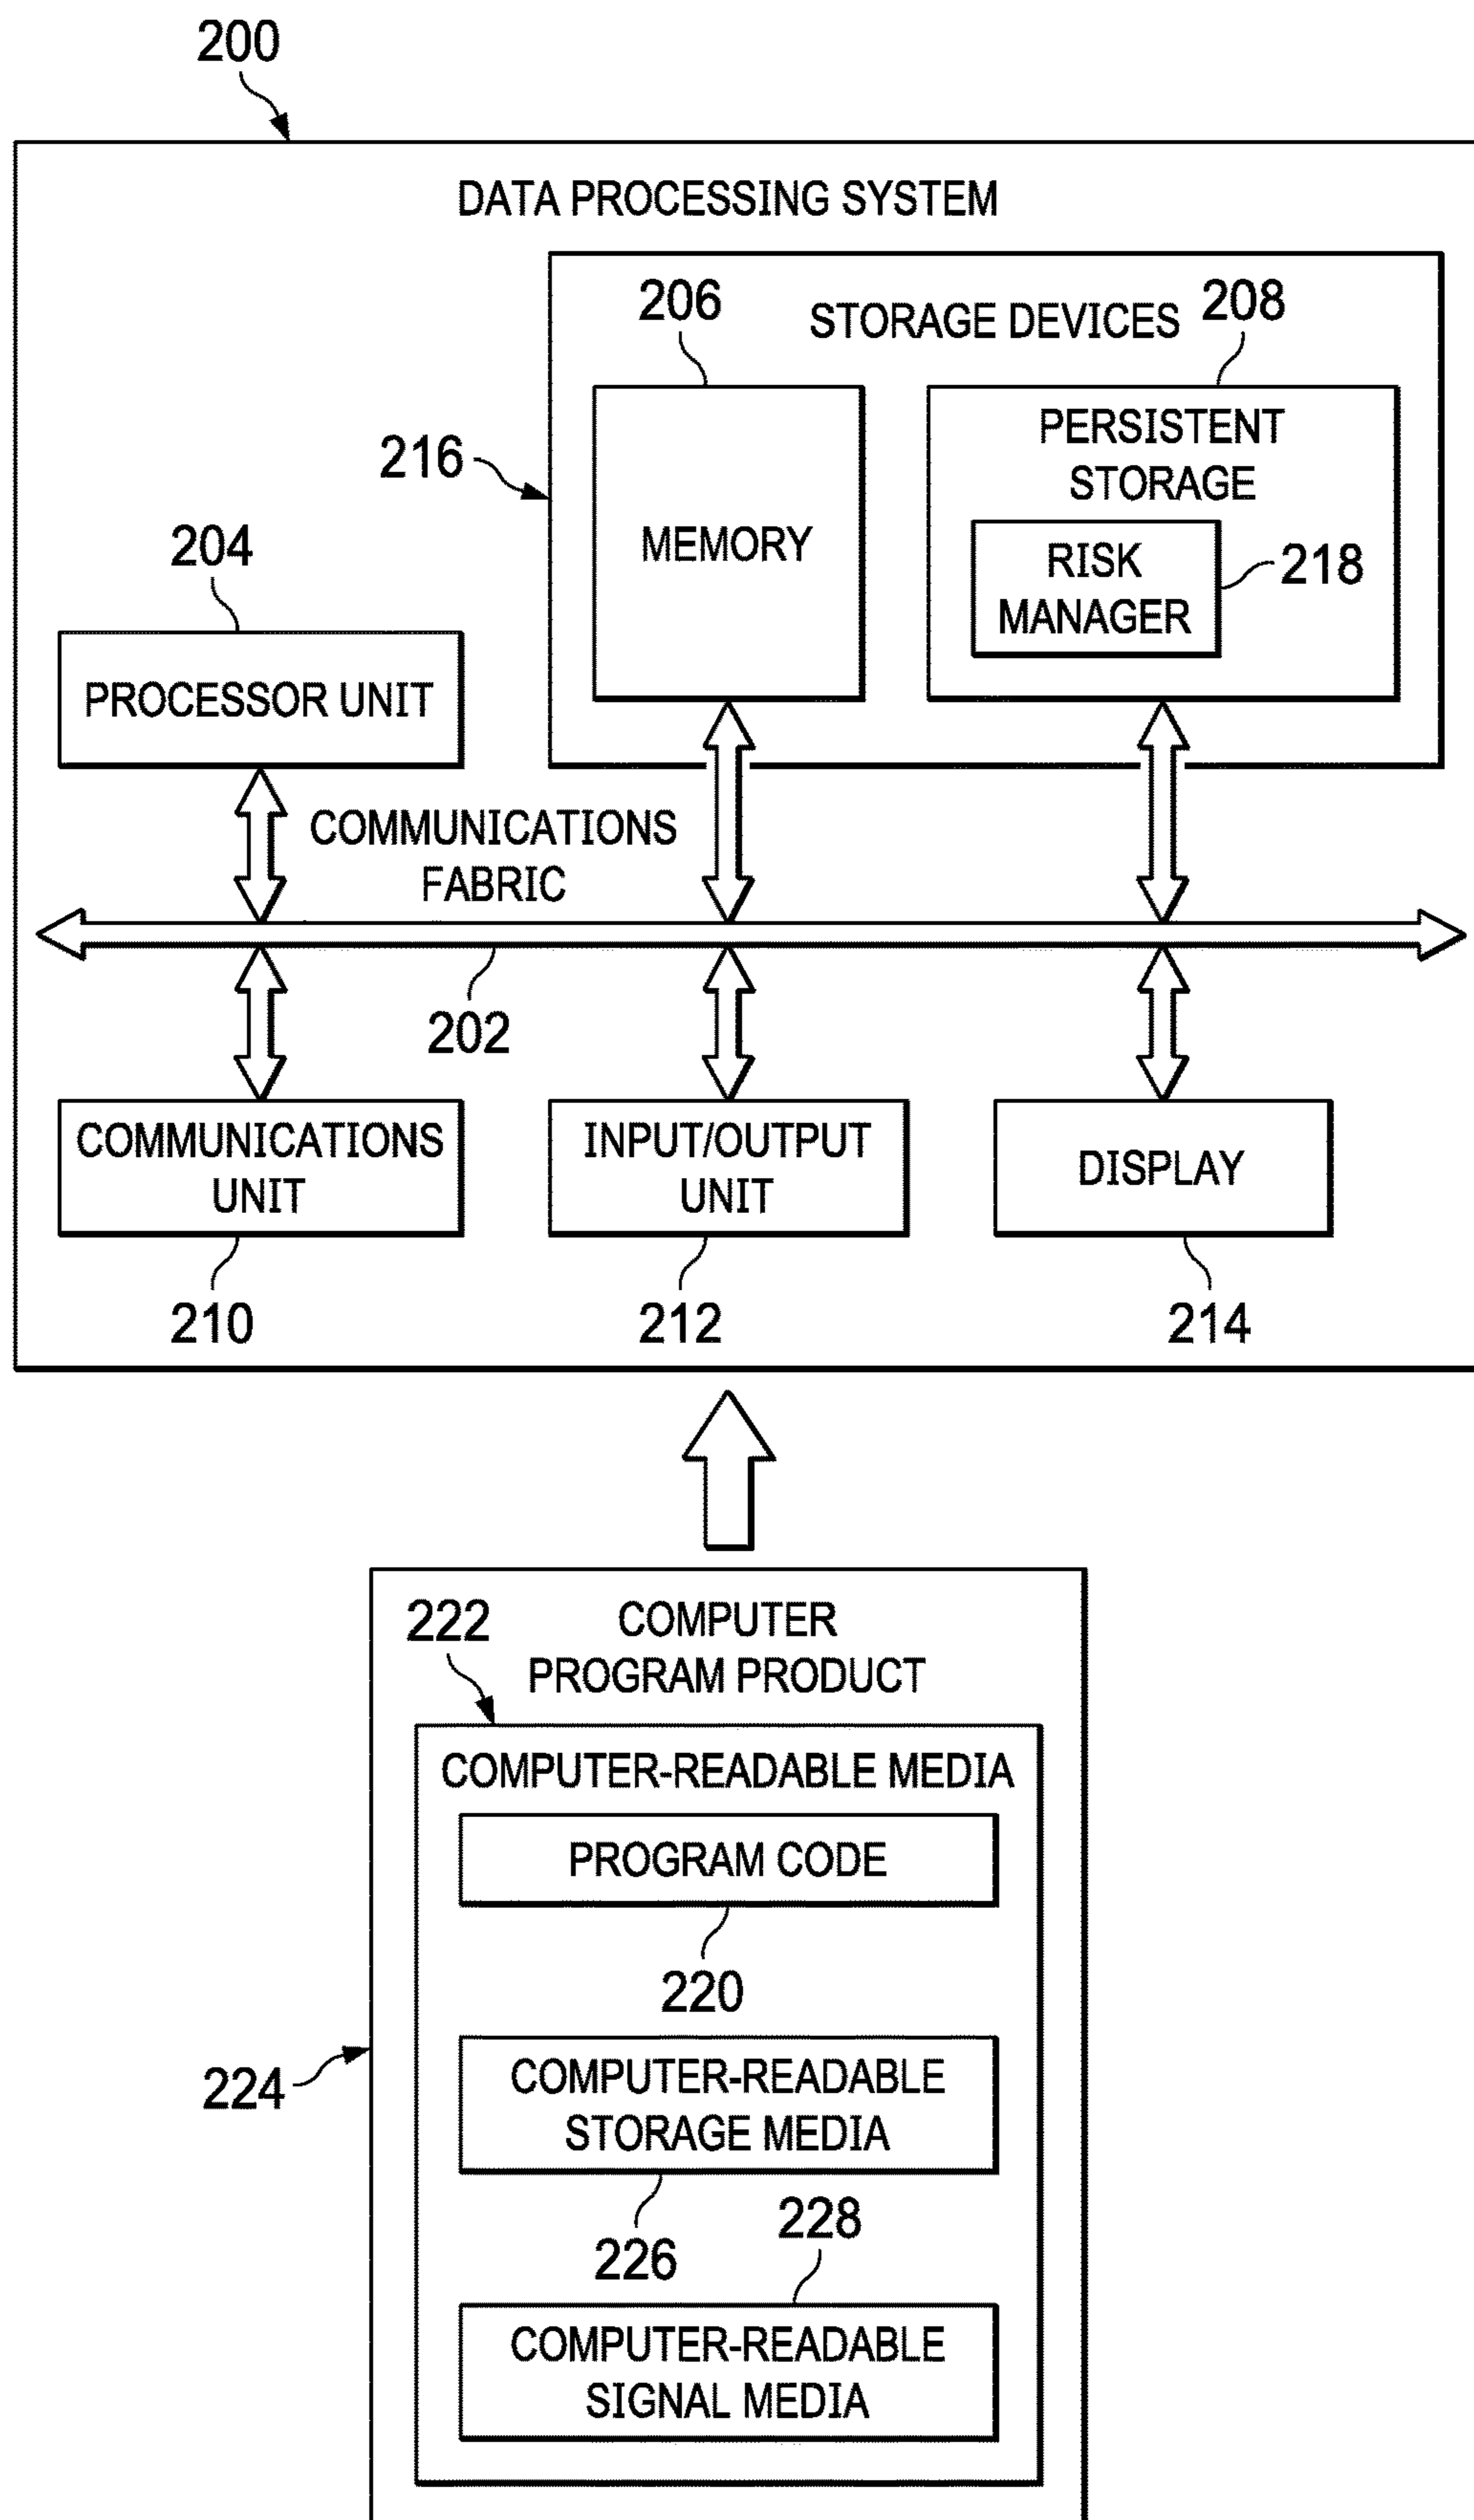 200
DATA PROCESSING SYSTEM
206
STORAGE DEVICES
208
216
MEMORY
PERSISTENT
STORAGE
RISK
MANAGER
218
204
PROCESSOR UNIT
COMMUNICATIONS
FABRIC
202
COMMUNICATIONS
UNIT
INPUT/OUTPUT
UNIT
DISPLAY
210
212
214
222
COMPUTER
PROGRAM PRODUCT
COMPUTER-READABLE MEDIA
PROGRAM CODE
220
224
COMPUTER-READABLE
STORAGE MEDIA
226
228
COMPUTER-READABLE
SIGNAL MEDIA